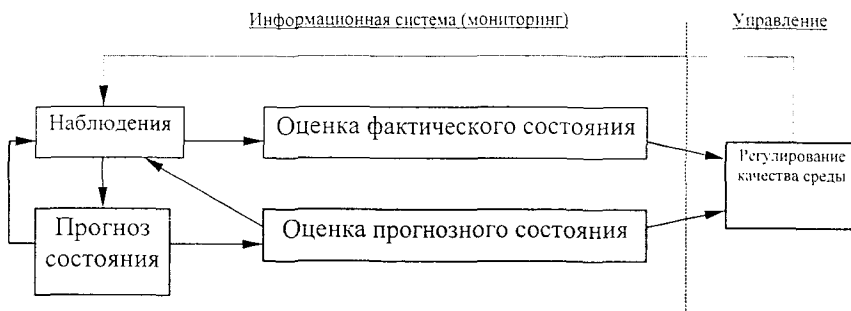 Информационная система (мониторинг)
Управление
Наблюдения
Оценка фактического состояния
Регулирование
качества среды
Прогноз
состояния
Оценка прогнозного состояния